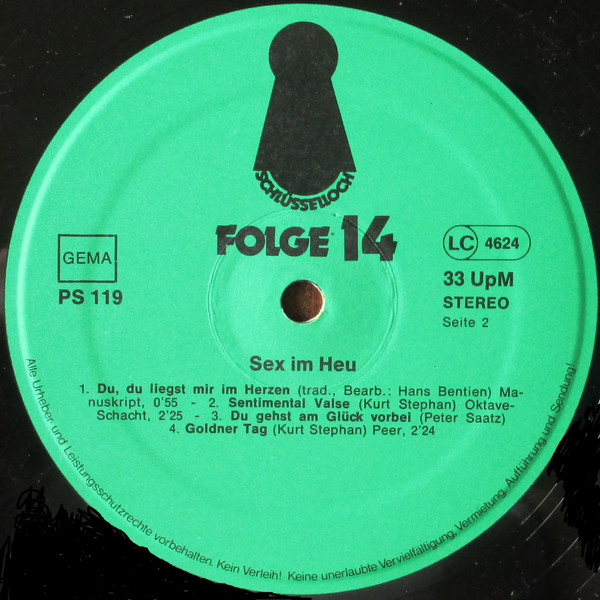 SCHLÜSSELLOCH
FOLGE 14
GEMA
PS 119
LC 4624
33 UpM
STEREO
Seite 2
Sex im Heu
1. Du, du liegst mir im Herzen (trad., Bearb.: Hans Bentien) Ma-
nuskript, 0'55 - 2. Sentimental Valse (Kurt Stephan) Oktave-
Schacht, 2'25 - 3. Du gehst am Glück vorbei (Peter Saatz)
4. Goldner Tag (Kurt Stephan) Peer, 2'24
Alle Urheber- und Leistungsschutzrechte vorbehalten. Kein Verleih! Keine unerlaubte Vervielfältigung, Vermietung, Aufführung und Sendung!